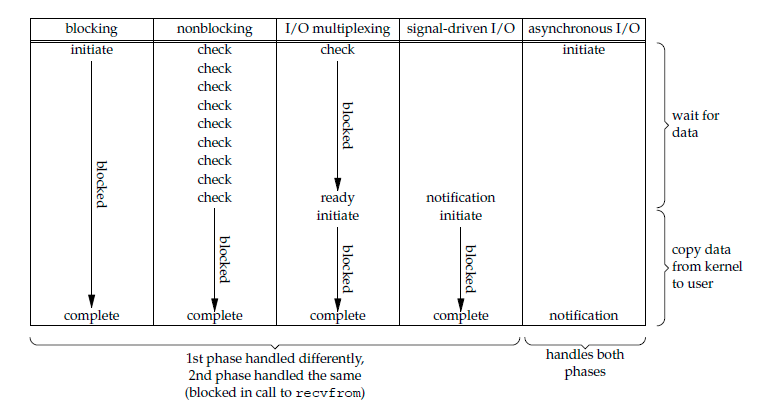 blocking nonblocking I/O multiplexing signal-driven I/O asynchronous I/O
initiate check check initiate
check
check
check
check
check
check
check
check ready notification
initiate initiate
blocked
blocked
blocked
blocked
blocked
complete complete complete complete notification
wait for
data
copy data
from kernel
to user
1st phase handled differently,
2nd phase handled the same
(blocked in call to recvfrom)
handles both
phases